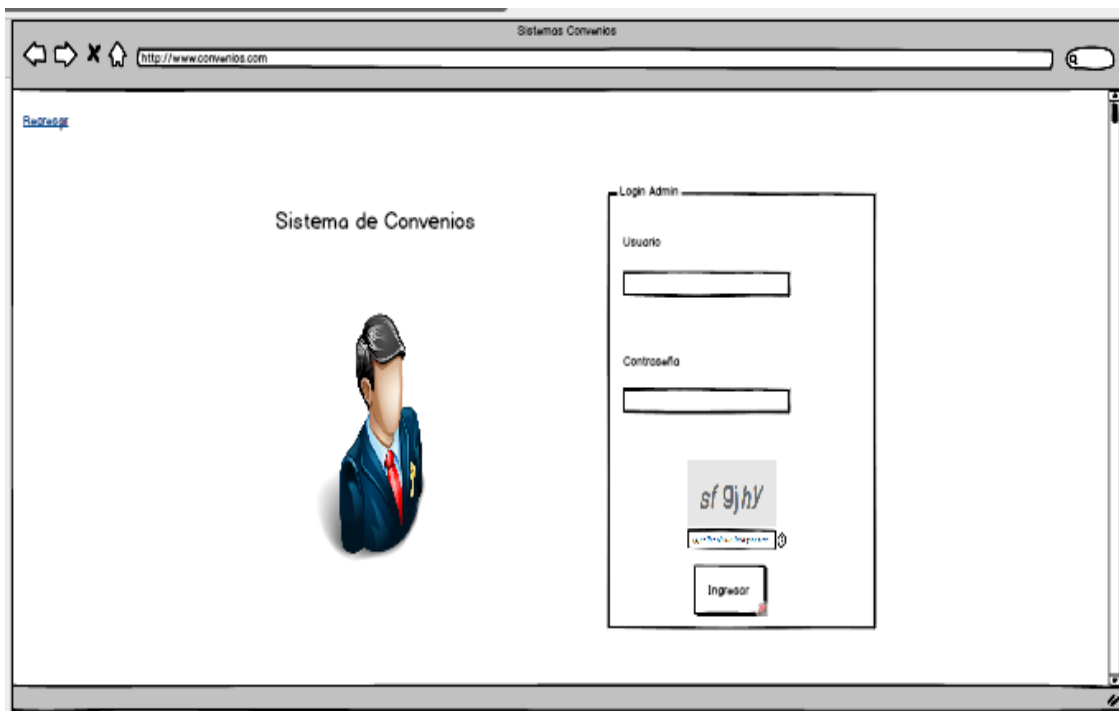 Sistemas Convenios
http://www.convenios.com
Regresar
Sistema de Convenios
Login Admin
Usuario
Contraseña
sf gjhy
Ingresar